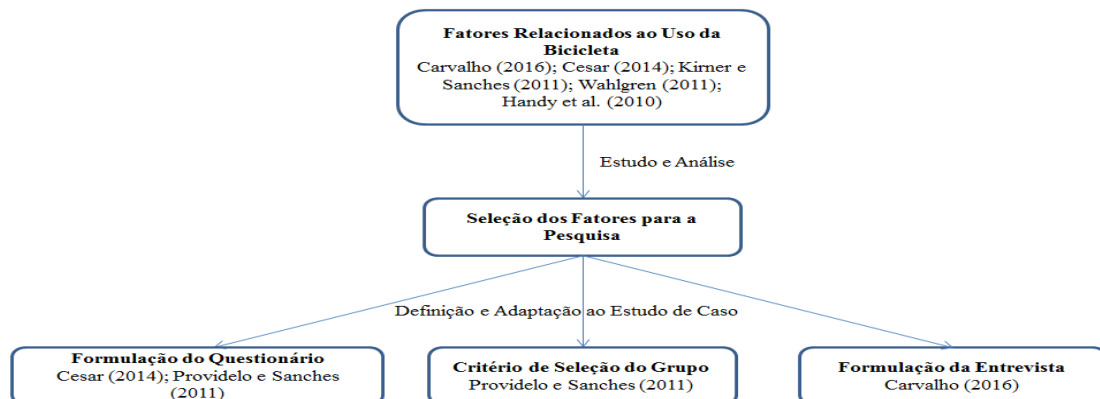 Fatores Relacionados ao Uso da
Bicicleta
Carvalho (2016); Cesar (2014); Kirner e
Sanches (2011); Wahlgren (2011);
Handy et al. (2010)
Estudo e Análise
Seleção dos Fatores para a
Pesquisa
Definição e Adaptação ao Estudo de Caso
Formulação do Questionário
Cesar (2014); Providelo e Sanches
(2011)
Critério de Seleção do Grupo
Providelo e Sanches (2011)
Formulação da Entrevista
Carvalho (2016)